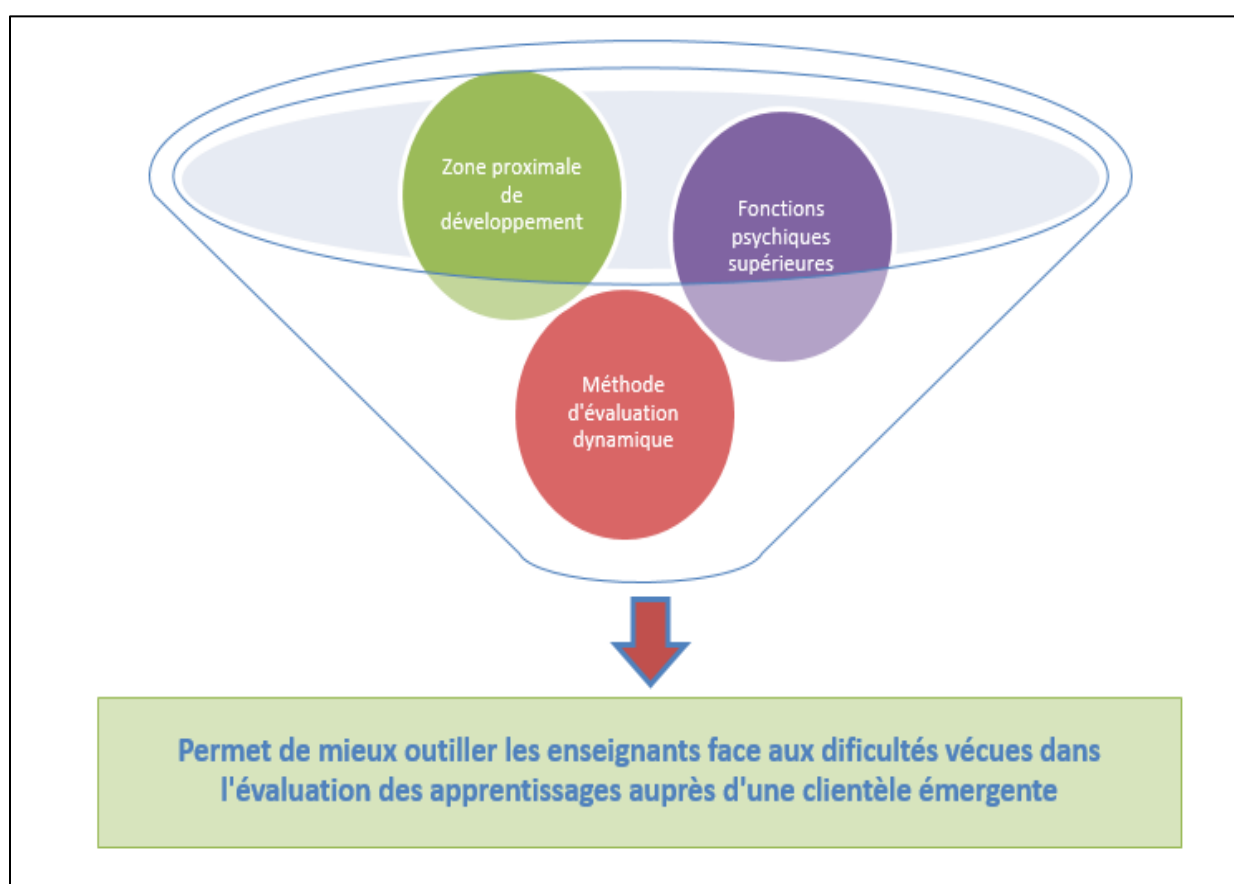 Zone proximale
de
développement
Fonctions
psychiques
supérieures
Méthode
d'évaluation
dynamique
Permet de mieux outiller les enseignants face aux dificultés vécues dans
l'évaluation des apprentissages auprès d'une clientèle émergente